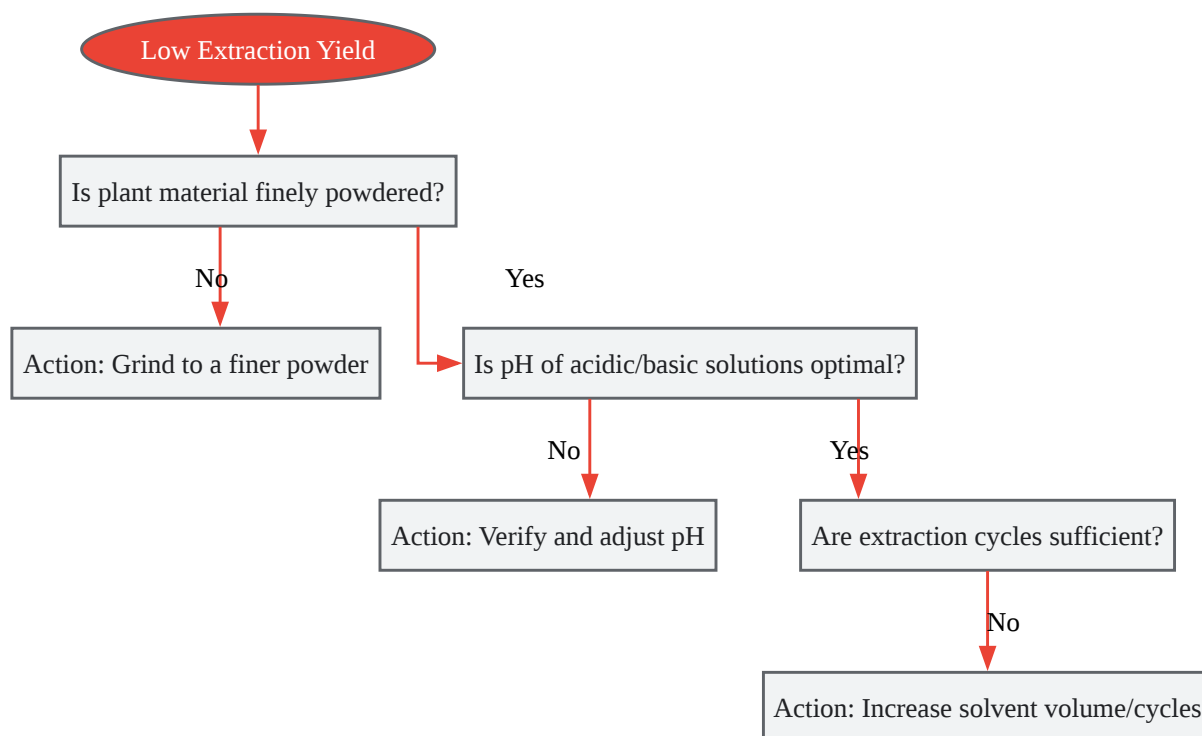 Low Extraction Yield
Is plant material finely powdered?
No
Yes
Action: Grind to a finer powder
Is pH of acidic/basic solutions optimal?
No
Yes
Action: Verify and adjust pH
Are extraction cycles sufficient?
No
Action: Increase solvent volume/cycles